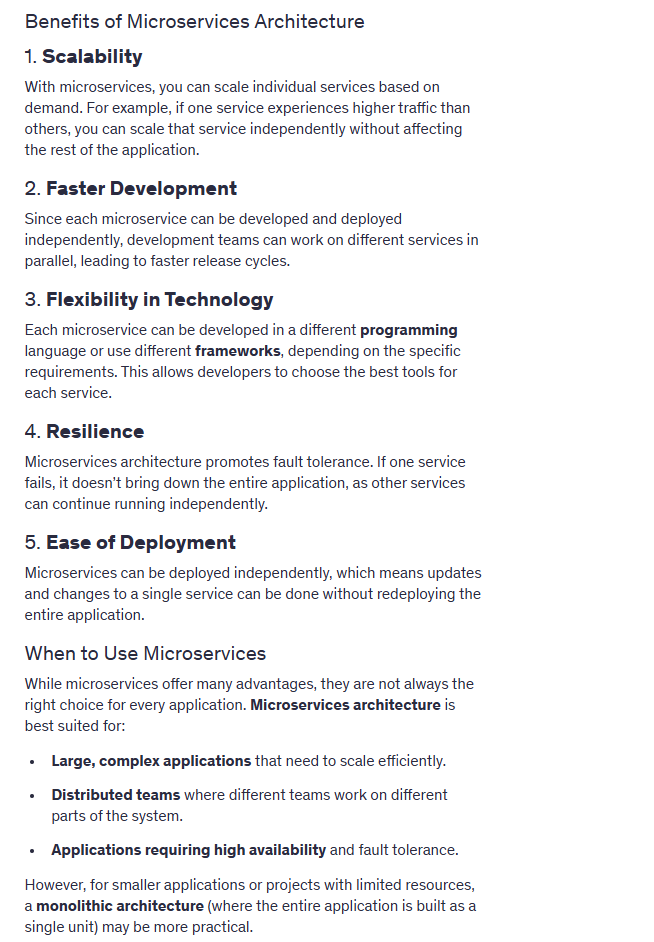 Benefits of Microservices Architecture
1. Scalability
With microservices, you can scale individual services based on
demand. For example, if one service experiences higher traffic than
others, you can scale that service independently without affecting
the rest of the application.
2. Faster Development
Since each microservice can be developed and deployed
independently, development teams can work on different services in
parallel, leading to faster release cycles.
3. Flexibility in Technology
Each microservice can be developed in a different programming
language or use different frameworks, depending on the specific
requirements. This allows developers to choose the best tools for
each service.
4. Resilience
Microservices architecture promotes fault tolerance. If one service
fails, it doesn’t bring down the entire application, as other services
can continue running independently.
5. Ease of Deployment
Microservices can be deployed independently, which means updates
and changes to a single service can be done without redeploying the
entire application.
When to Use Microservices
While microservices offer many advantages, they are not always the
right choice for every application. Microservices architecture is
best suited for:
• Large, complex applications that need to scale efficiently.
• Distributed teams where different teams work on different
parts of the system.
• Applications requiring high availability and fault tolerance.
However, for smaller applications or projects with limited resources,
a monolithic architecture (where the entire application is built as a
single unit) may be more practical.